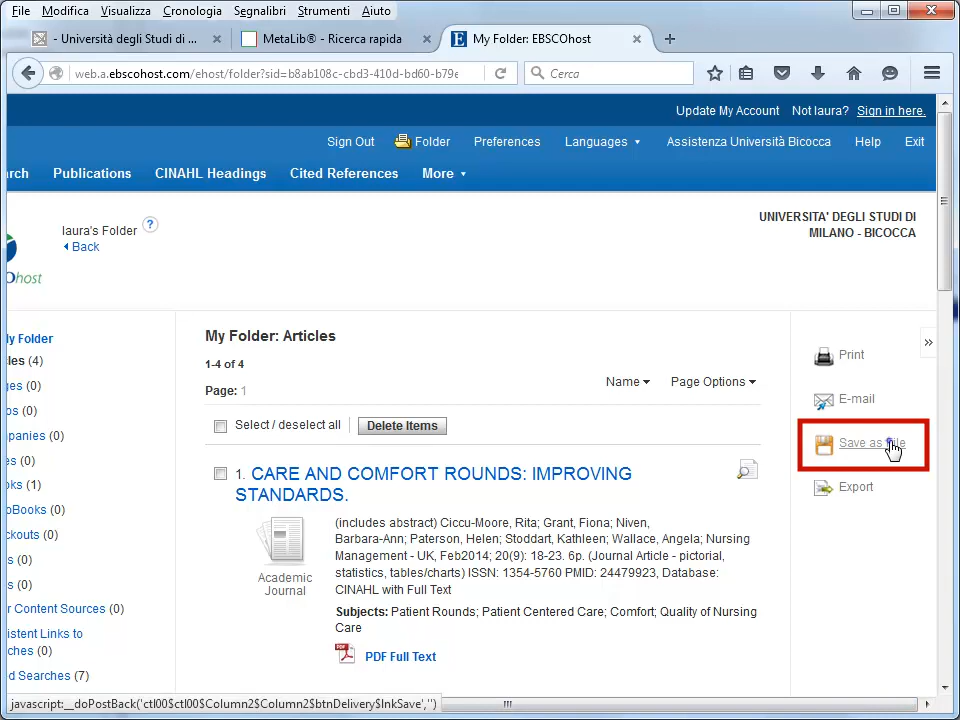 File Modifica Visualizza Cronologia Segnalibri Strumenti Aiuto
- Università degli Studi di ... MetaLib® - Ricerca rapida My Folder: EBSCOhost
web.a.ebscohost.com/ehost/folder?sid=b8ab108c-cbd3-410d-bd60-b79e Cerca
Update My Account Not laura? Sign in here.
Sign Out Folder Preferences Languages Assistenza Università Bicocca Help Exit
arch Publications CINAHL Headings Cited References More
laura's Folder ?
Back
UNIVERSITA' DEGLI STUDI DI
MILANO - BICOCCA
Ohost
My Folder
cles (4)
ges (0)
os (0)
panies (0)
es (0)
oks (1)
oBooks (0)
ckouts (0)
s (0)
s (0)
r Content Sources (0)
istent Links to
ches (0)
d Searches (7)
My Folder: Articles
1-4 of 4
Page: 1
Name Page Options
Select / deselect all Delete Items
1. CARE AND COMFORT ROUNDS: IMPROVING
STANDARDS.
Academic
Journal
(includes abstract) Ciccu-Moore, Rita; Grant, Fiona; Niven,
Barbara-Ann; Paterson, Helen; Stoddart, Kathleen; Wallace, Angela; Nursing
Management - UK, Feb2014; 20(9): 18-23. 6p. (Journal Article - pictorial,
statistics, tables/charts) ISSN: 1354-5760 PMID: 24479923, Database:
CINAHL with Full Text
Subjects: Patient Rounds; Patient Centered Care; Comfort; Quality of Nursing
Care
PDF Full Text
»
Print
E-mail
Save as File
Export
javascript:__doPostBack('ctl00$ctl00$Column2$Column2$btnDelivery$lnkSave','')